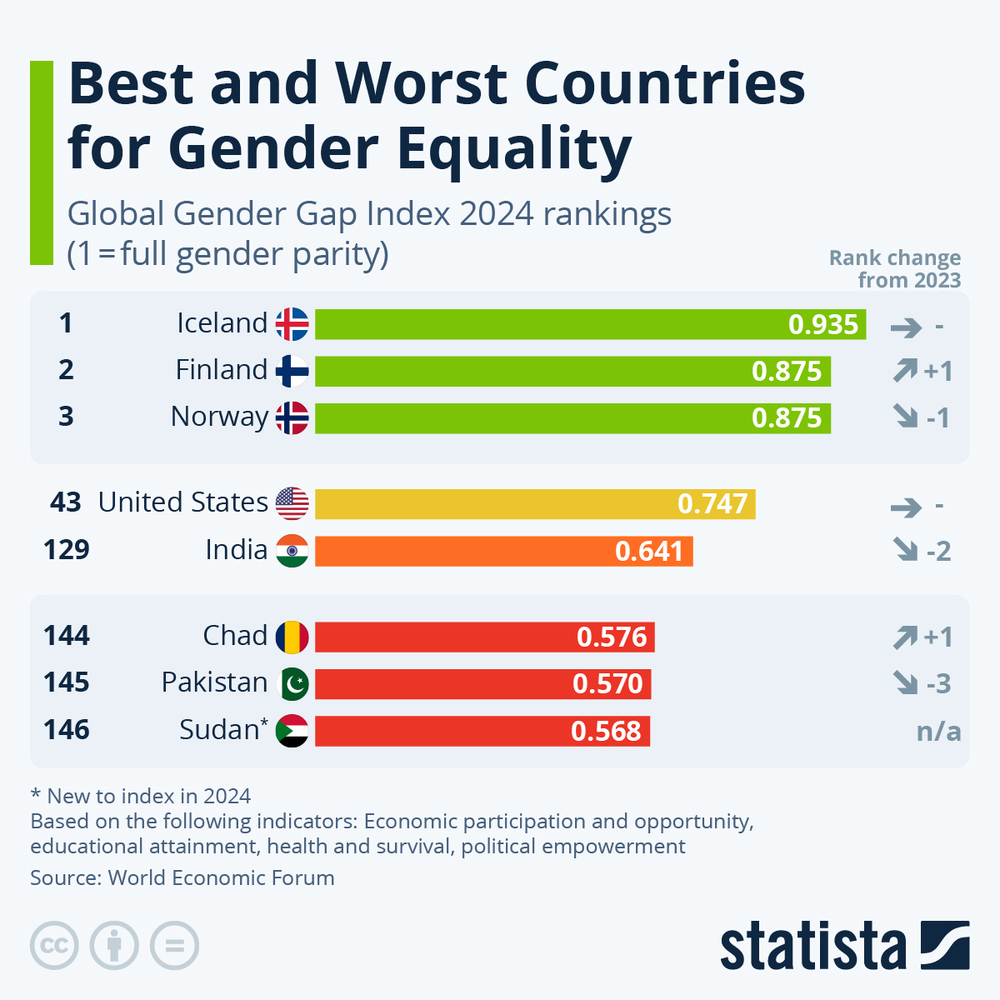 Best and Worst Countries
for Gender Equality
Global Gender Gap Index 2024 rankings
(1=full gender parity)
Rank change
from 2023
1 Iceland 0.935 -
2 Finland 0.875 +1
3 Norway 0.875 -1
43 United States 0.747 -
129 India 0.641 -2
144 Chad 0.576 +1
145 Pakistan 0.570 -3
146 Sudan* 0.568 n/a
* New to index in 2024
Based on the following indicators: Economic participation and opportunity,
educational attainment, health and survival, political empowerment
Source: World Economic Forum
cc = statista